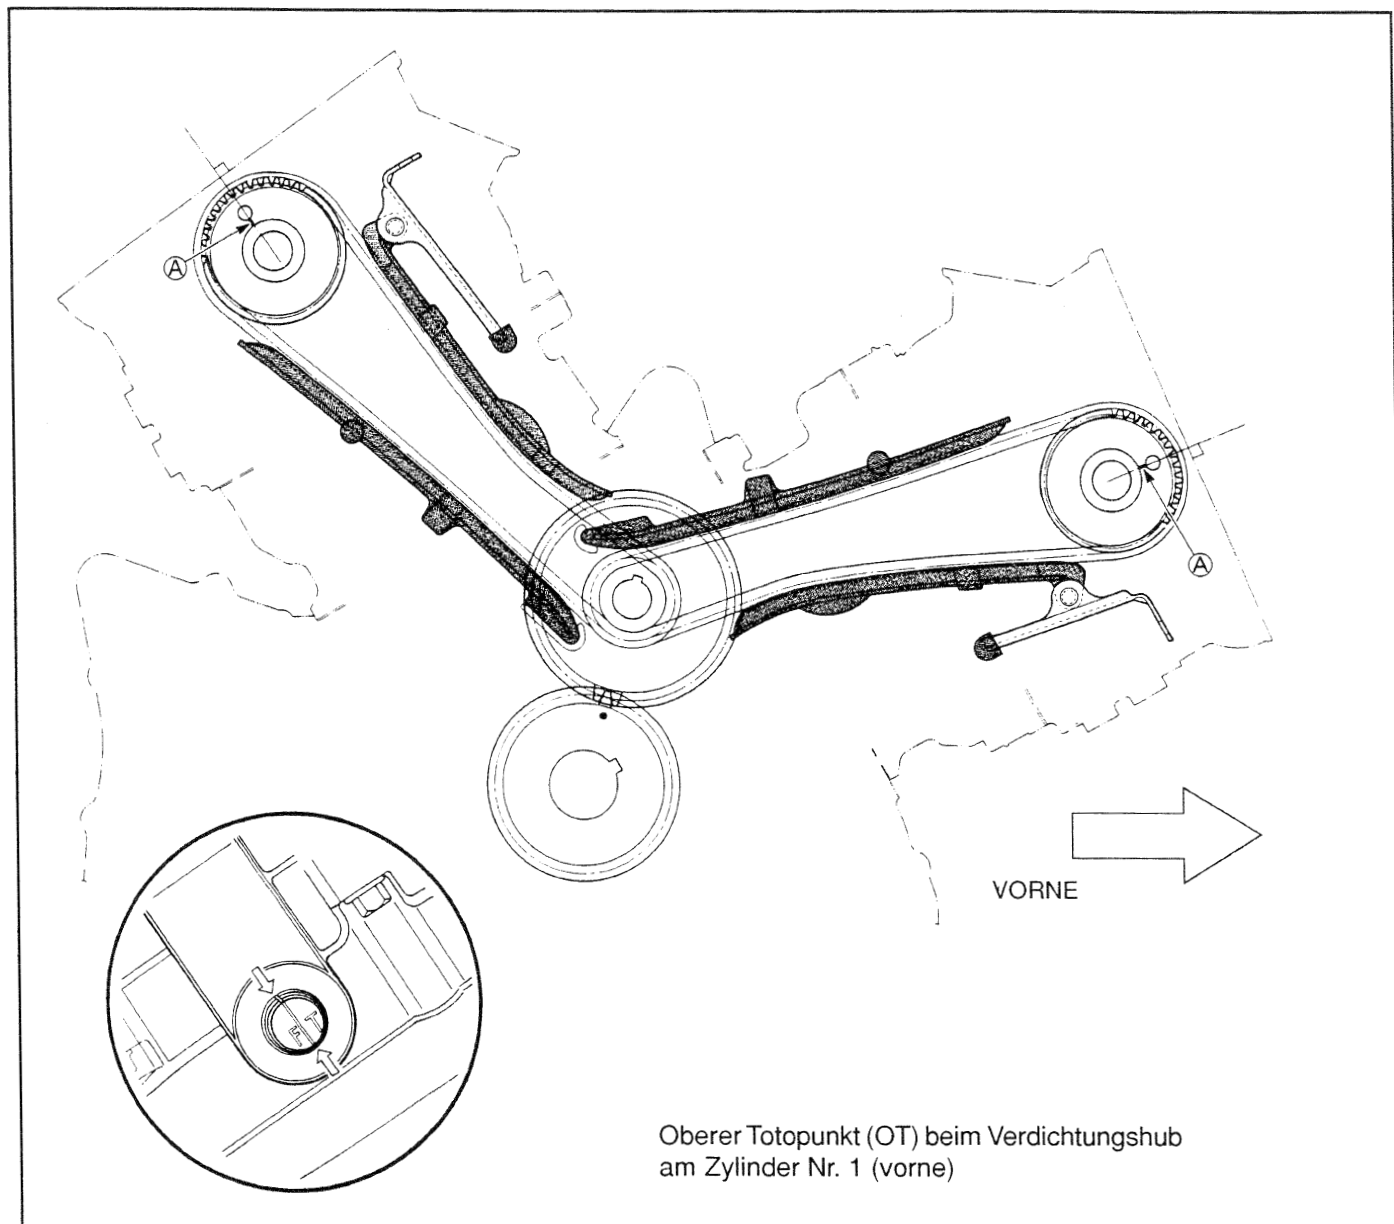 A
A
VORNE
F T
Oberer Totopunkt (OT) beim Verdichtungshub
am Zylinder Nr. 1 (vorne)